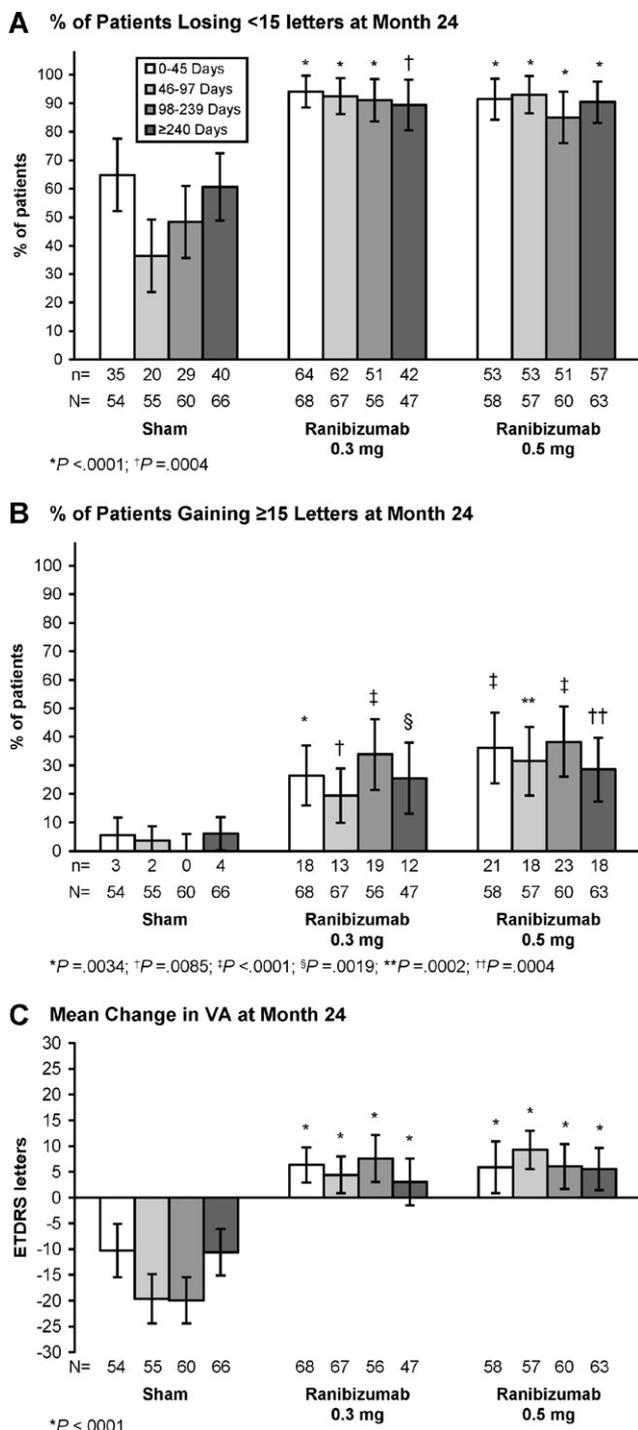 A % of Patients Losing <15 letters at Month 24
0-45 Days
46-97 Days
98-239 Days
≥240 Days
% of patients
100
90
80
70
60
50
40
30
20
10
0
* * * † * * * *
n= 35 20 29 40 64 62 51 42 53 53 51 57
N= 54 55 60 66 68 67 56 47 58 57 60 63
Sham Ranibizumab 0.3 mg Ranibizumab 0.5 mg
*P <.0001; †P =.0004
B % of Patients Gaining ≥15 Letters at Month 24
% of patients
100
90
80
70
60
50
40
30
20
10
0
* † ‡ § ‡ ** ‡ ††
n= 3 2 0 4 18 13 19 12 21 18 23 18
N= 54 55 60 66 68 67 56 47 58 57 60 63
Sham Ranibizumab 0.3 mg Ranibizumab 0.5 mg
*P =.0034; †P =.0085; ‡P <.0001; §P =.0019; **P =.0002; ††P =.0004
C Mean Change in VA at Month 24
ETDRS letters
30
25
20
15
10
5
0
-5
-10
-15
-20
-25
-30
* * * * * * * *
N= 54 55 60 66 68 67 56 47 58 57 60 63
Sham Ranibizumab 0.3 mg Ranibizumab 0.5 mg
*P <.0001